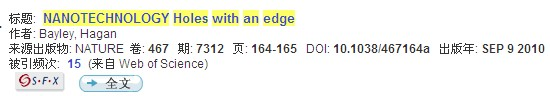 标题: NANOTECHNOLOGY Holes with an edge
作者: Bayley, Hagan
来源出版物: NATURE 卷: 467 期: 7312 页: 164-165 DOI: 10.1038/467164a 出版年: SEP 9 2010
被引频次: 15 (来自 Web of Science)
S·F·X 全文